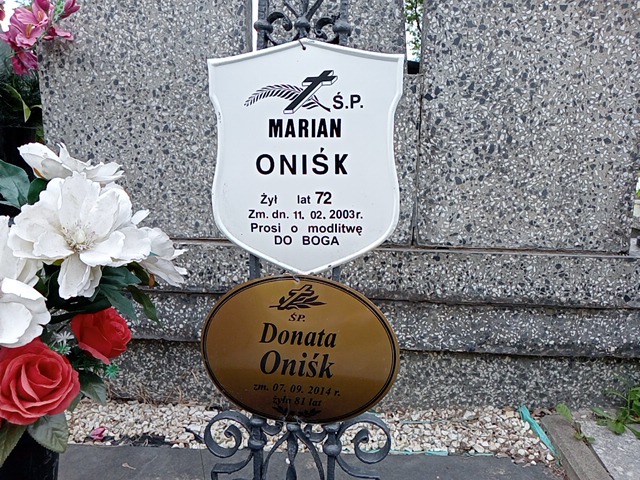 Ś.P.
MARIAN
ONIŚK
Żył lat 72
Zm. dn. 11. 02. 2003r.
Prosi o modlitwę
DO BOGA
ŚP.
Donata
Oniśk
zm. 07. 09. 2014 r.
żyła 81 lat